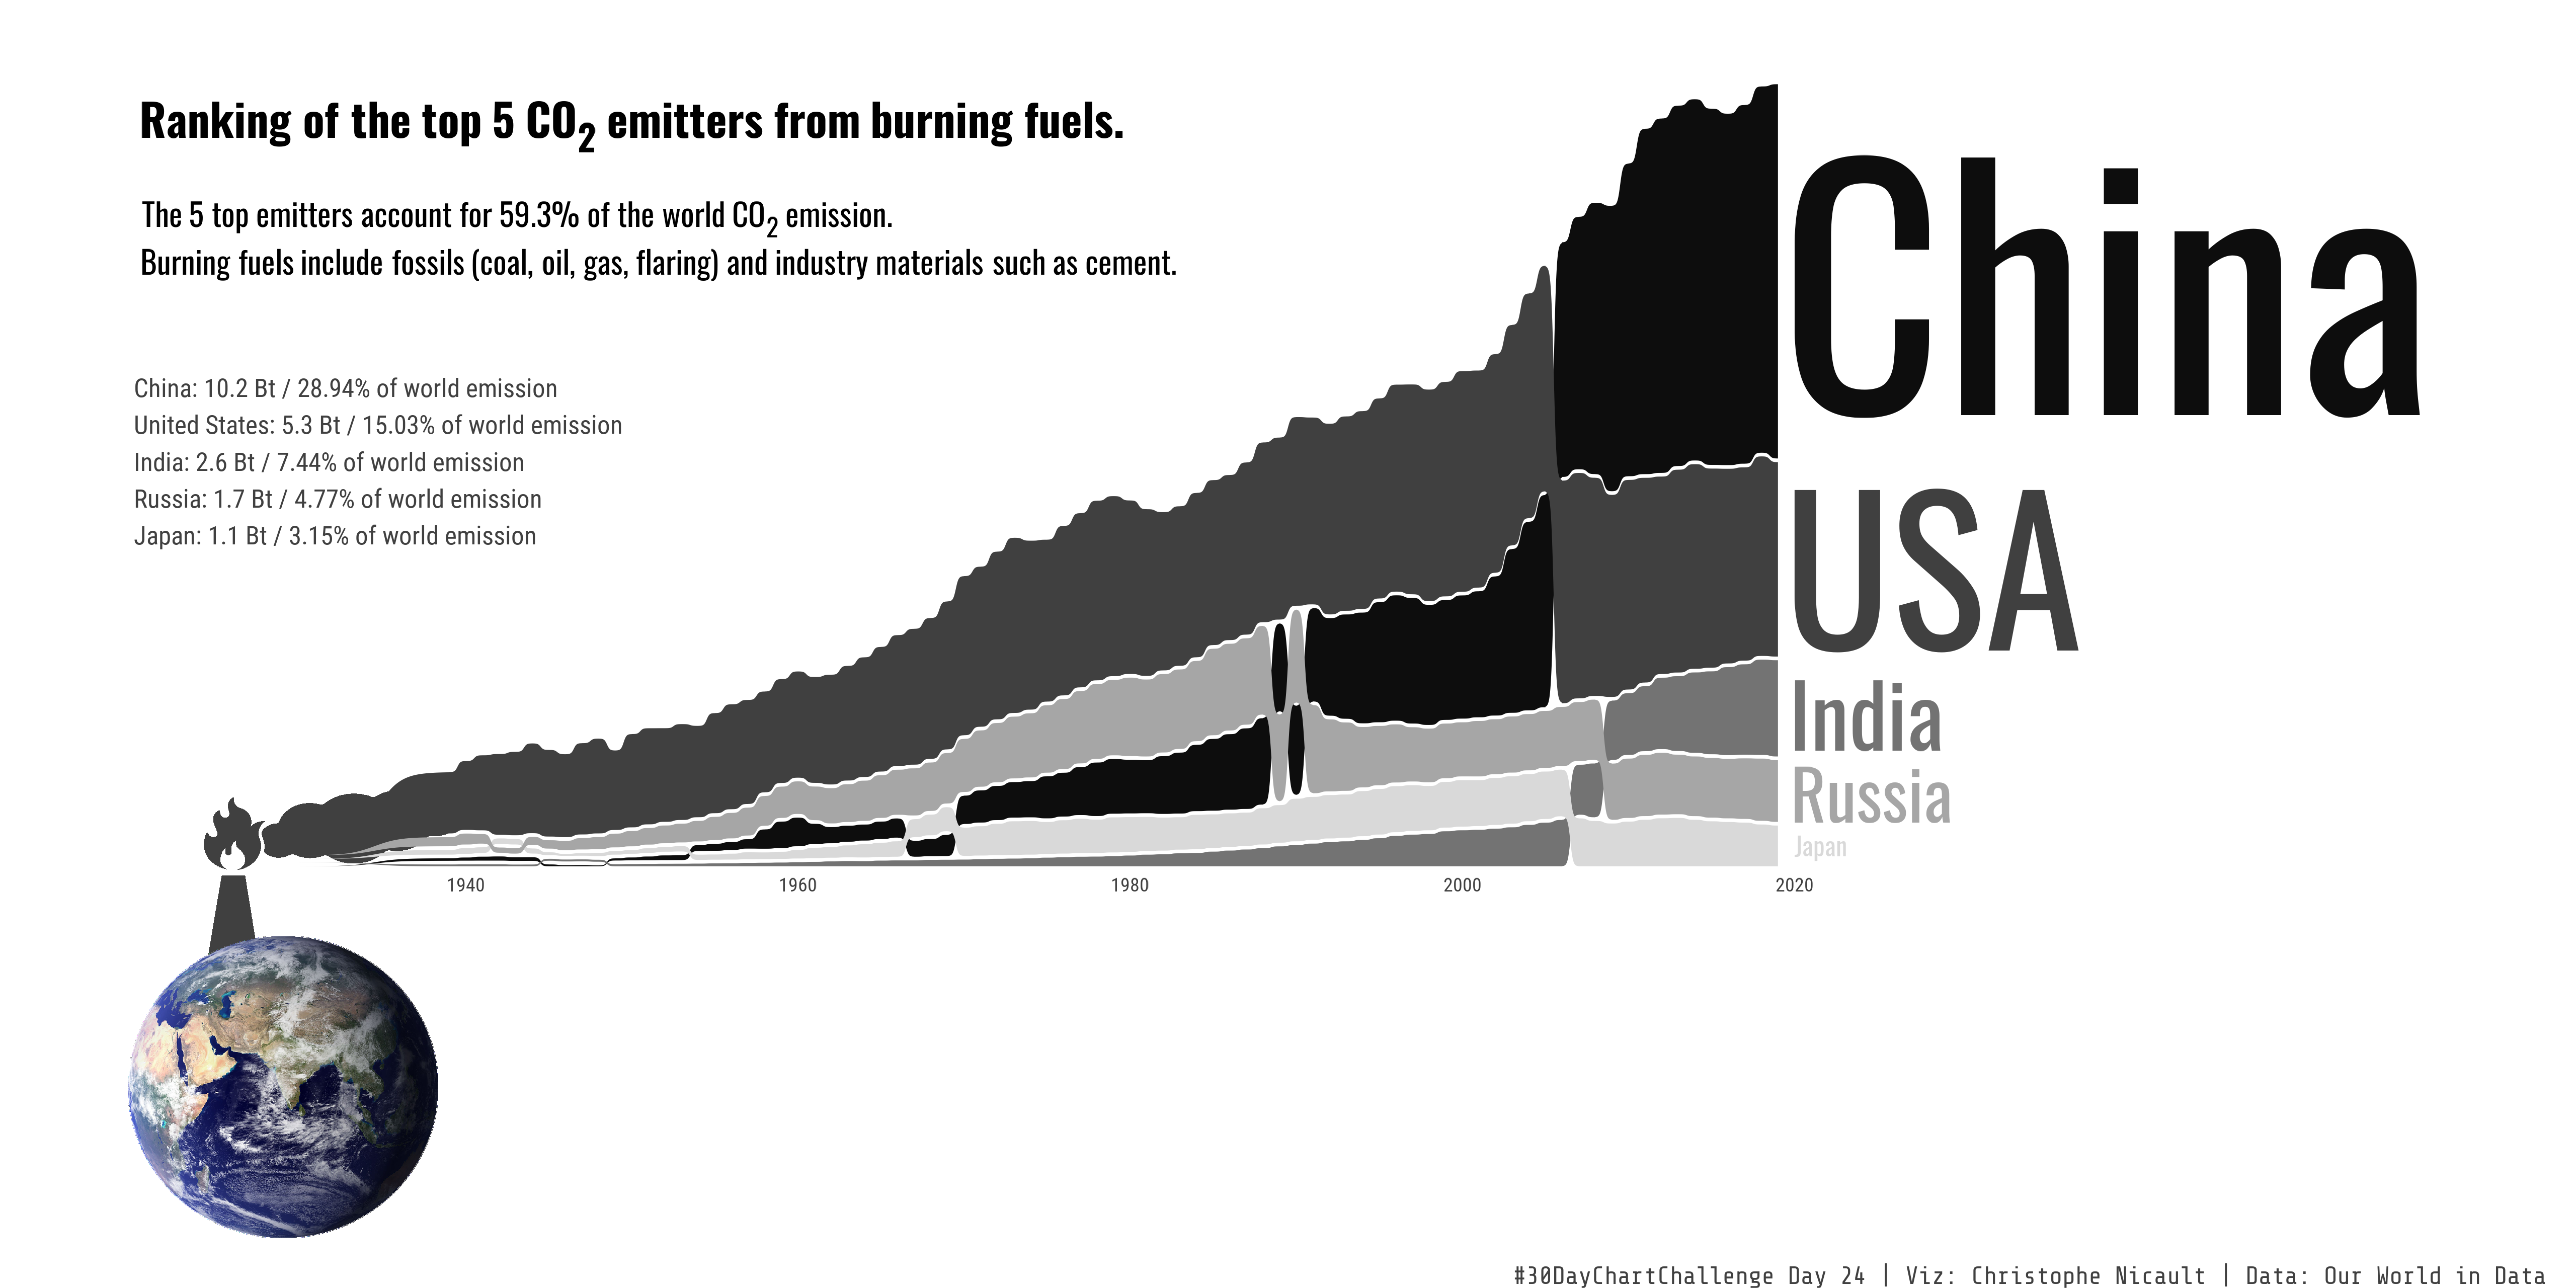 Ranking of the top 5 CO₂ emitters from burning fuels.
The 5 top emitters account for 59.3% of the world CO₂ emission.
Burning fuels include fossils (coal, oil, gas, flaring) and industry materials such as cement.
China: 10.2 Bt / 28.94% of world emission
United States: 5.3 Bt / 15.03% of world emission
India: 2.6 Bt / 7.44% of world emission
Russia: 1.7 Bt / 4.77% of world emission
Japan: 1.1 Bt / 3.15% of world emission
China
USA
India
Russia
Japan
1940 1960 1980 2000 2020
#30DayChartChallenge Day 24 | Viz: Christophe Nicault | Data: Our World in Data